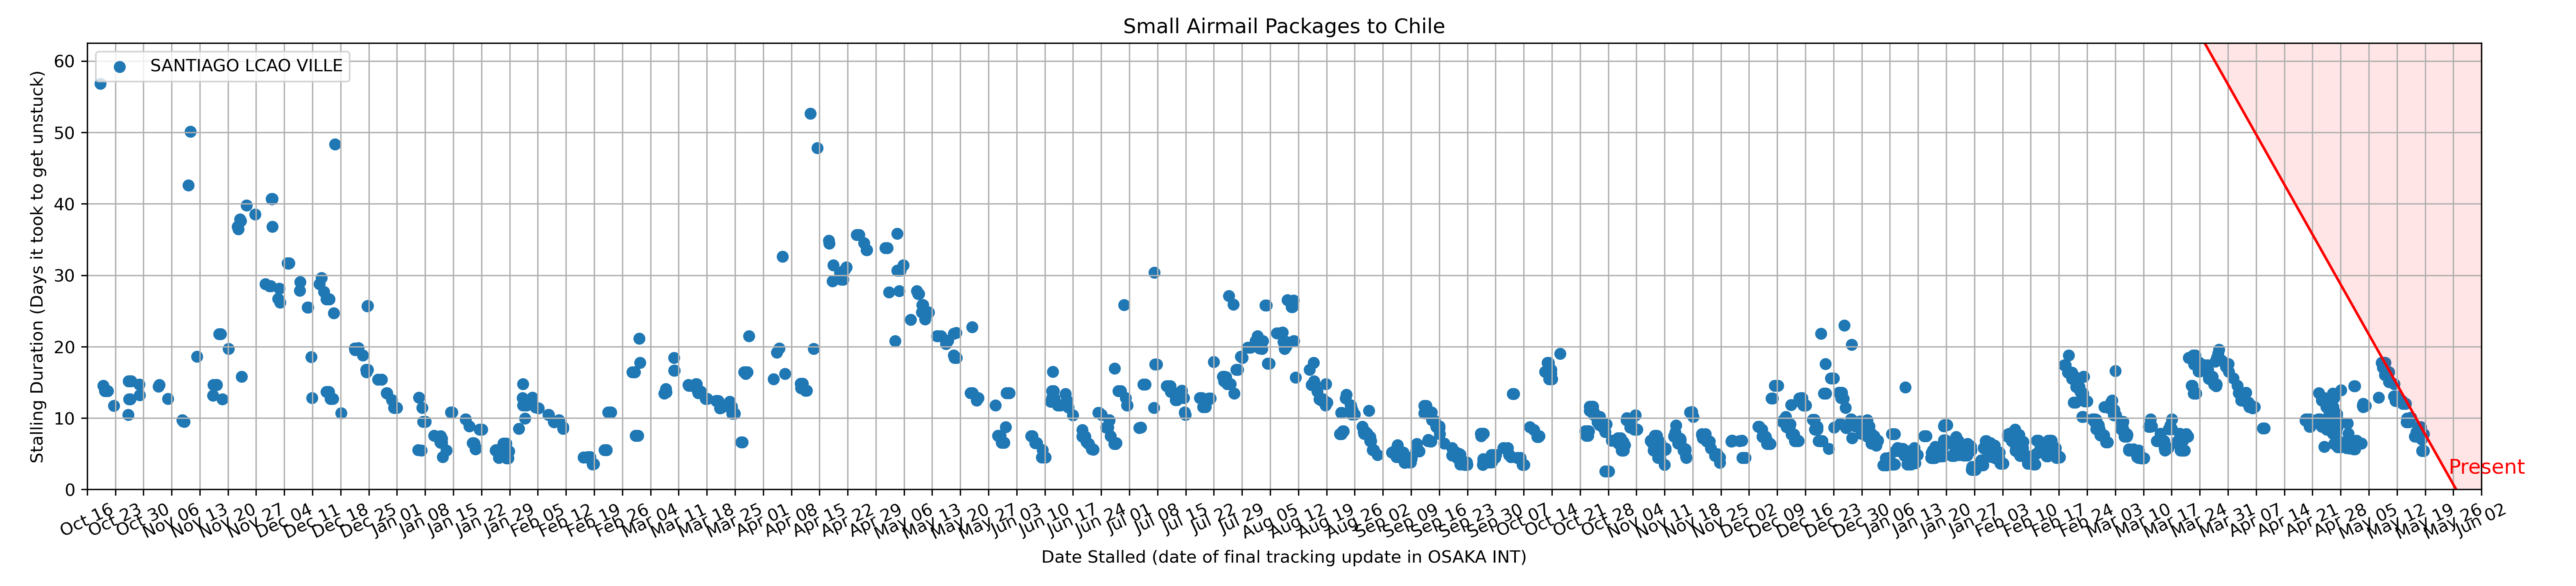 Small Airmail Packages to Chile
SANTIAGO LCAO VILLE
Stalling Duration (Days it took to get unstuck)
60
50
40
30
20
10
0
Present
Oct 16
Oct 23
Oct 30
Nov 06
Nov 13
Nov 20
Nov 27
Dec 04
Dec 11
Dec 18
Dec 25
Jan 01
Jan 08
Jan 15
Jan 22
Jan 29
Feb 05
Feb 12
Feb 19
Feb 26
Mar 04
Mar 11
Mar 18
Mar 25
Apr 01
Apr 08
Apr 15
Apr 22
Apr 29
May 06
May 13
May 20
May 27
Jun 03
Jun 10
Jun 17
Jun 24
Jul 01
Jul 08
Jul 15
Jul 22
Jul 29
Aug 05
Aug 12
Aug 19
Aug 26
Sep 02
Sep 09
Sep 16
Sep 23
Sep 30
Oct 07
Oct 14
Oct 21
Oct 28
Nov 04
Nov 11
Nov 18
Nov 25
Dec 02
Dec 09
Dec 16
Dec 23
Dec 30
Jan 06
Jan 13
Jan 20
Jan 27
Feb 03
Feb 10
Feb 17
Feb 24
Mar 03
Mar 10
Mar 17
Mar 24
Mar 31
Apr 07
Apr 14
Apr 21
Apr 28
May 05
May 12
May 19
May 26
Jun 02
Date Stalled (date of final tracking update in OSAKA INT)